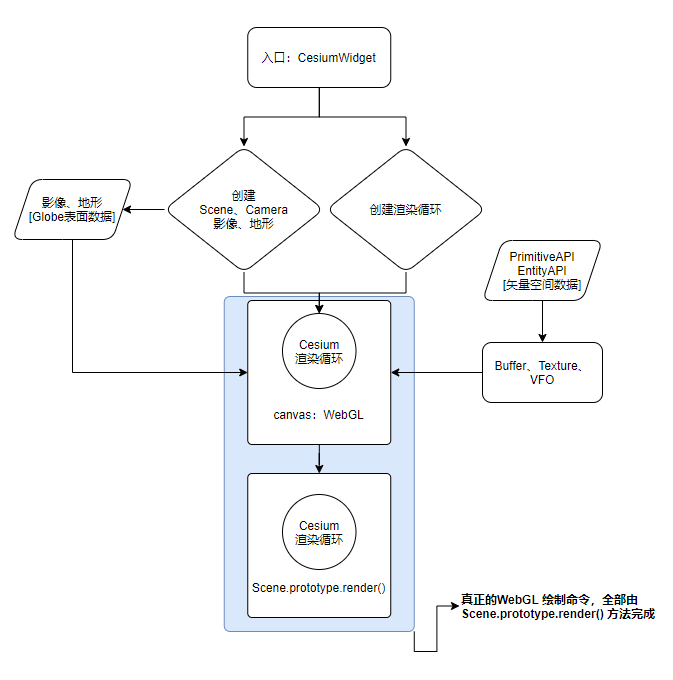 入口：CesiumWidget
创建
Scene、Camera
影像、地形
创建渲染循环
影像、地形
[Globe表面数据]
PrimitiveAPI
EntityAPI
[矢量空间数据]
Buffer、Texture、
VFO
Cesium
渲染循环
canvas：WebGL
Cesium
渲染循环
Scene.prototype.render()
真正的WebGL 绘制命令，全部由
Scene.prototype.render() 方法完成